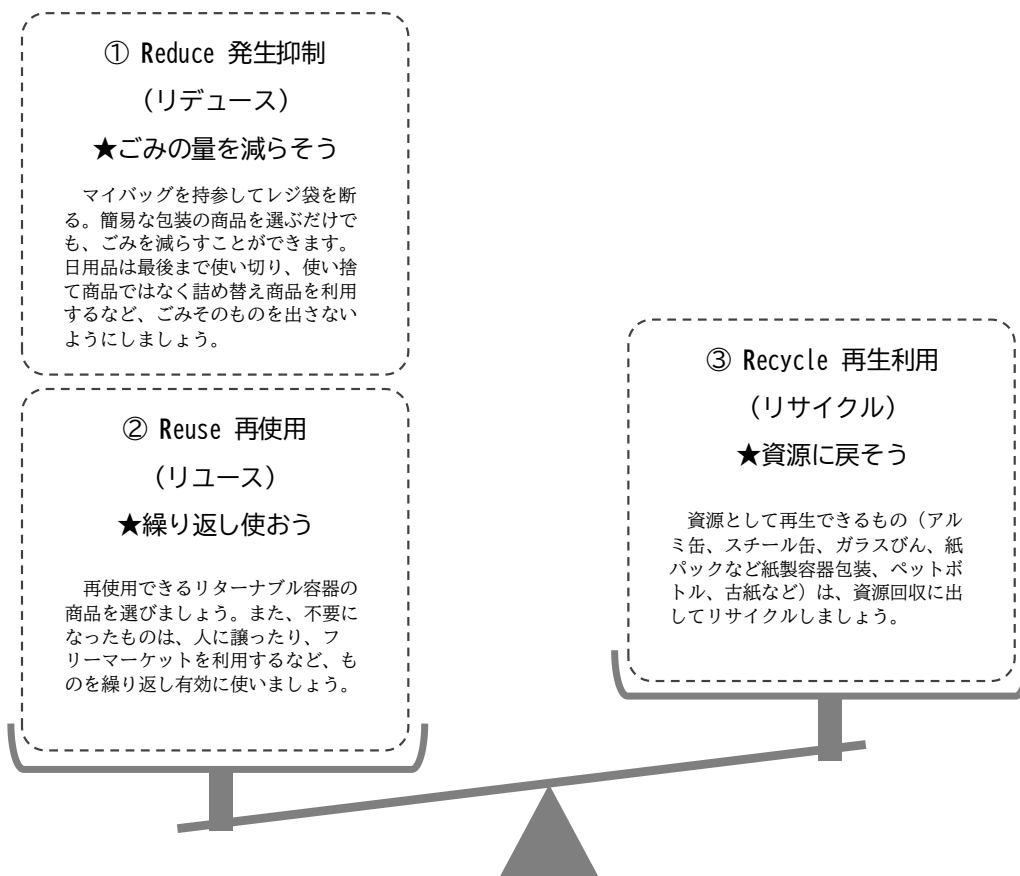 ① Reduce 発生抑制
（リデュース）
★ごみの量を減らそう
　マイバッグを持参してレジ袋を断
る。簡易な包装の商品を選ぶだけで
も、ごみを減らすことができます。
日用品は最後まで使い切り、使い捨
て商品ではなく詰め替え商品を利用
するなど、ごみそのものを出さない
ようにしましょう。
② Reuse 再使用
（リユース）
★繰り返し使おう
　再使用できるリターナブル容器の
商品を選びましょう。また、不要に
なったものは、人に譲ったり、フ
リーマーケットを利用するなど、も
のを繰り返し有効に使いましょう。
③ Recycle 再生利用
（リサイクル）
★資源に戻そう
　資源として再生できるもの（アル
ミ缶、スチール缶、ガラスびん、紙
パックなど紙製容器包装、ペットボ
トル、古紙など）は、資源回収に出
してリサイクルしましょう。